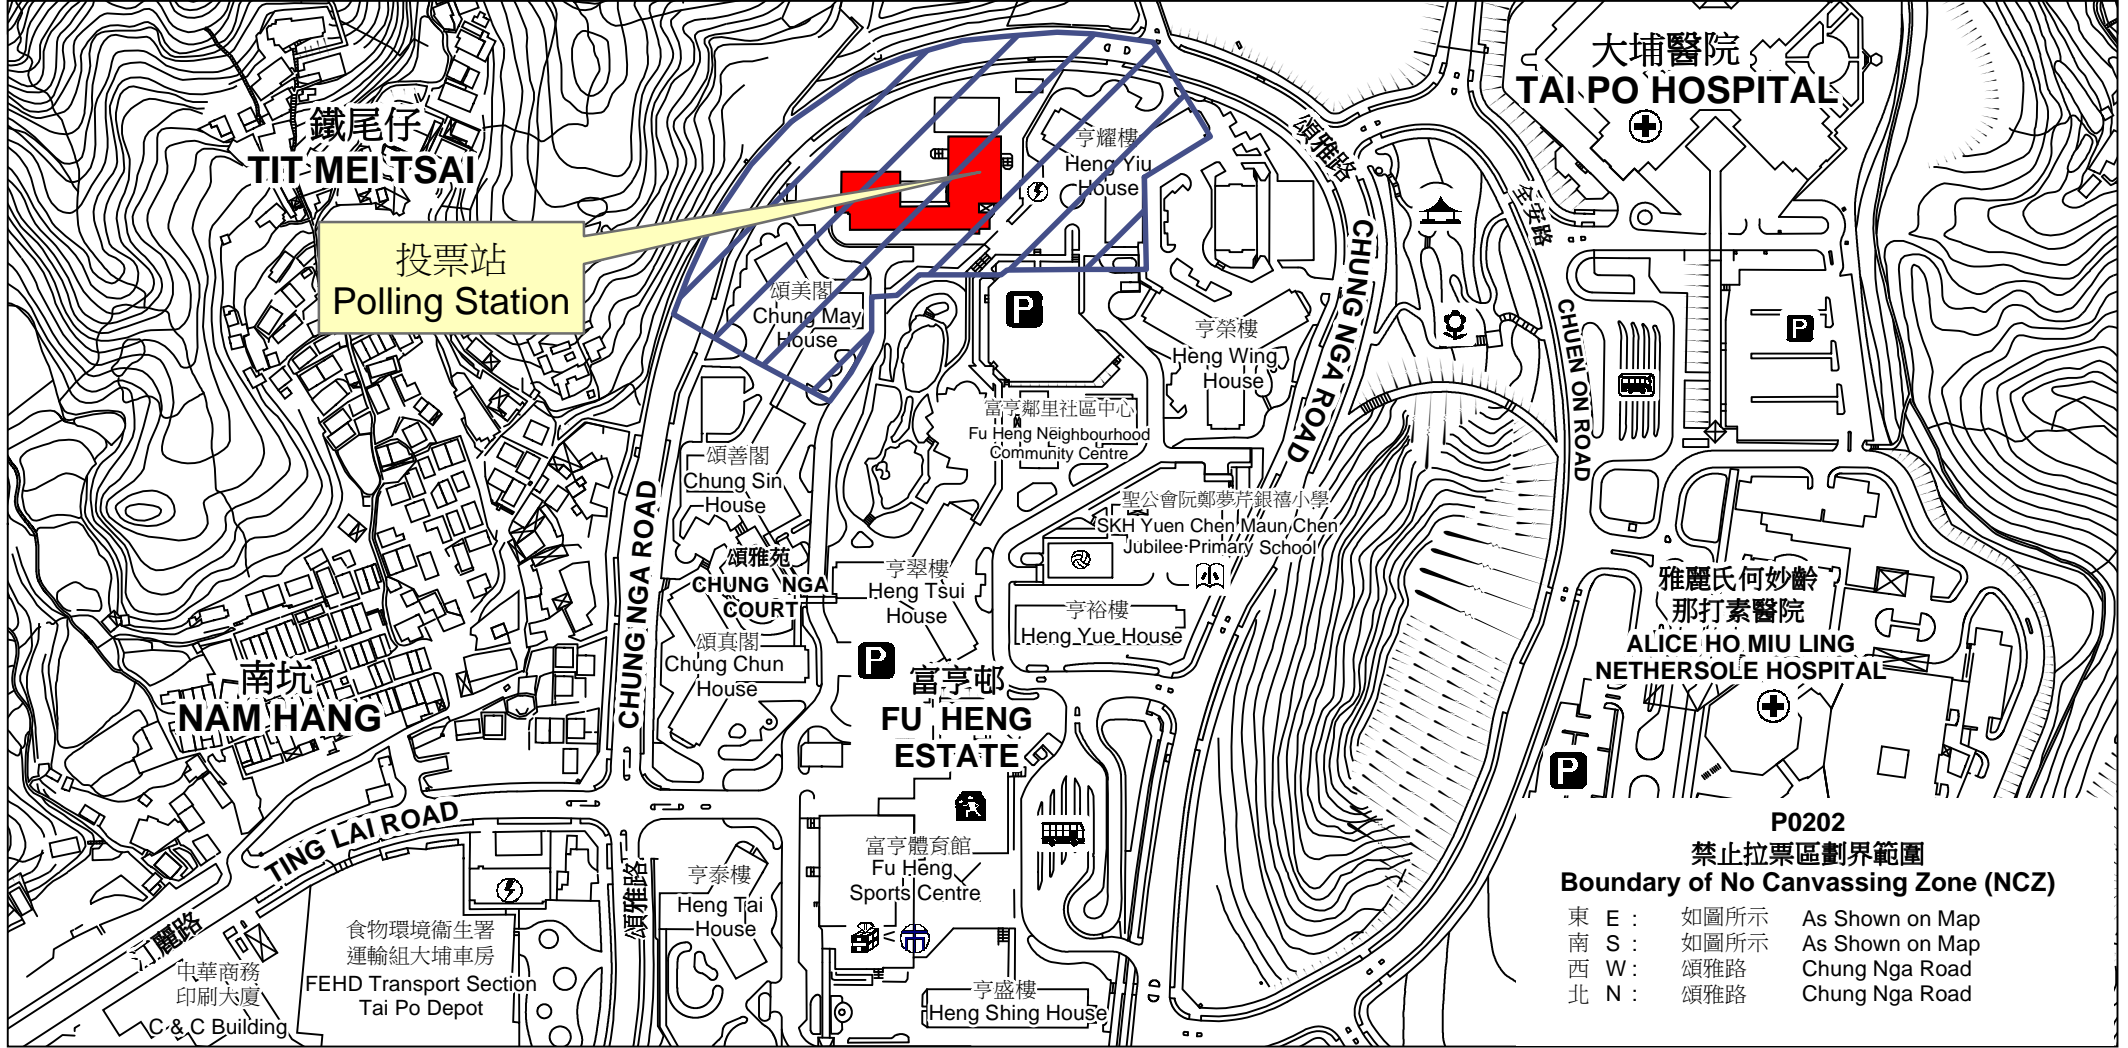 大埔醫院
TAI PO HOSPITAL
鐵尾仔
TIT MEI TSAI
亨耀樓
Heng Yiu
House
頌雅路
全安路
投票站
Polling Station
頌美閣
Chung May
House
P
CHUNG NGA ROAD
亨榮樓
Heng Wing
House
CHUEN ON ROAD
P
富亨鄰里社區中心
Fu Heng Neighbourhood
Community Centre
頌善閣
Chung Sin
House
聖公會阮鄭夢芹銀禧小學
SKH Yuen Chen Maun Chen
Jubilee Primary School
CHUNG NGA ROAD
頌雅苑
CHUNG NGA
COURT
亨翠樓
Heng Tsui
House
亨裕樓
Heng Yue House
雅麗氏何妙齡
那打素醫院
ALICE HO MIU LING
NETHERSOLE HOSPITAL
頌真閣
Chung Chun
House
P
南坑
NAM HANG
富亨邨
FU HENG
ESTATE
P
TING LAI ROAD
汀麗路
頌雅路
亨泰樓
Heng Tai
House
富亨體育館
Fu Heng
Sports Centre
食物環境衞生署
運輸組大埔車房
FEHD Transport Section
Tai Po Depot
中華商務
印刷大廈
C & C Building
亨盛樓
Heng Shing House
P0202
禁止拉票區劃界範圍
Boundary of No Canvassing Zone (NCZ)
東 E : 如圖所示 As Shown on Map
南 S : 如圖所示 As Shown on Map
西 W : 頌雅路 Chung Nga Road
北 N : 頌雅路 Chung Nga Road